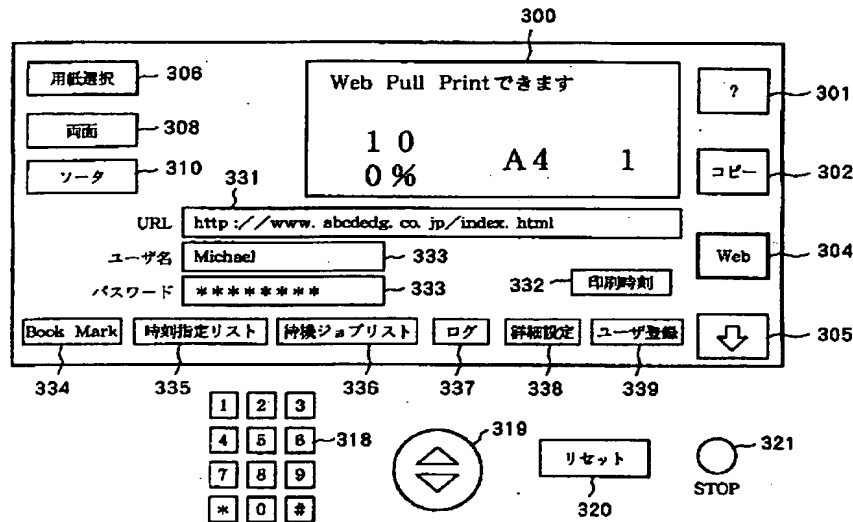 300
用紙選択 306
Web Pull Printできます
? 301
両面 308
10
0% A4 1
ソータ 310
コピー 302
331
URL http://www.abcdedg.co.jp/index.html
ユーザ名 Michael 333
Web 304
パスワード ******** 333
332 印刷時刻
Book Mark 時刻指定リスト 待機ジョブリスト ログ 詳細設定 ユーザ登録
305
334 335 336 337 338 339
1 2 3
4 5 6 318
7 8 9
* 0 #
319
リセット
320
321
STOP